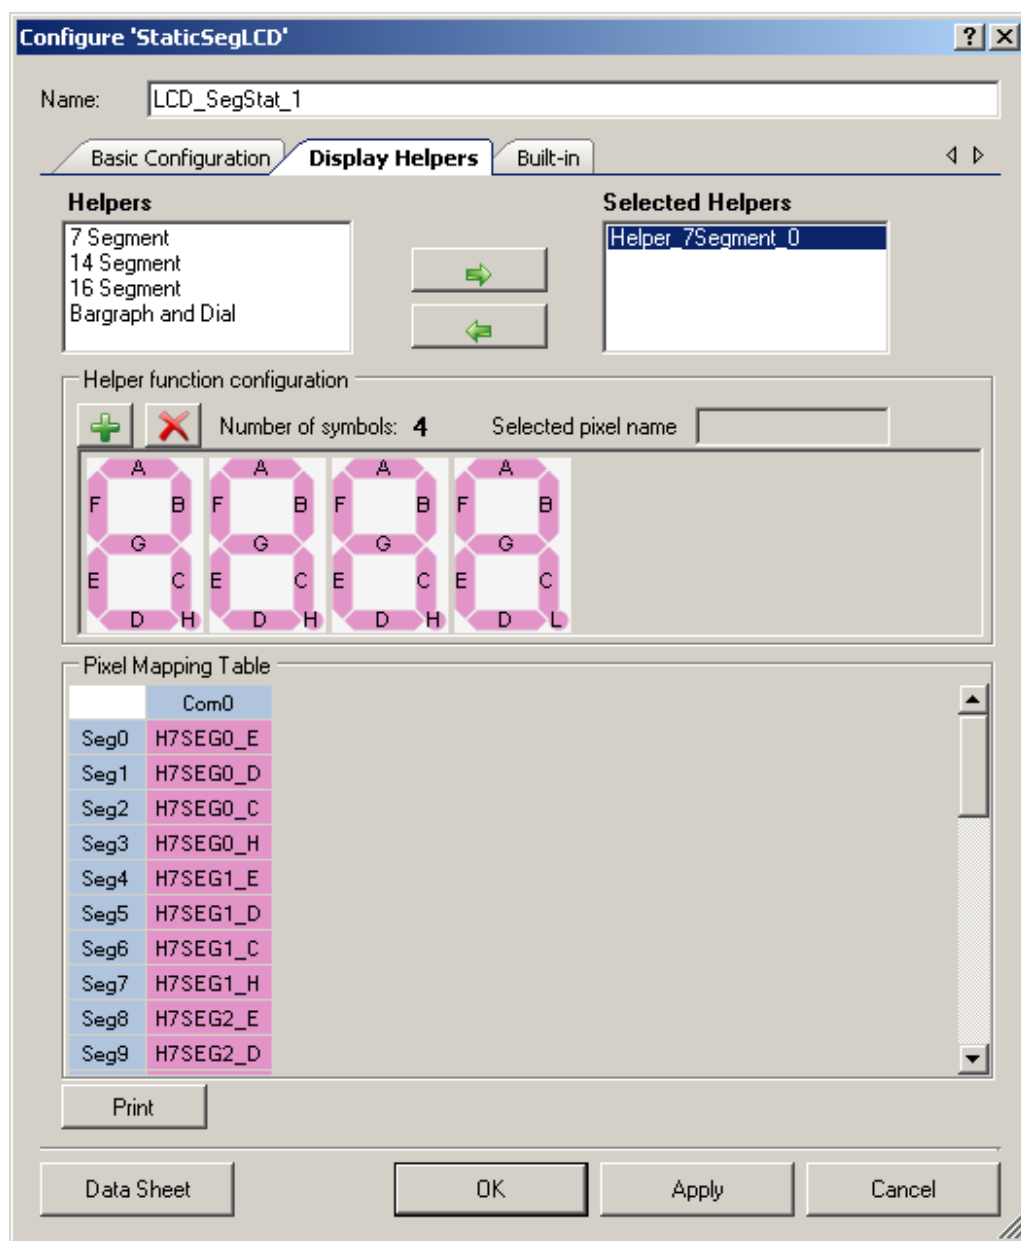 Configure 'StaticSegLCD'
Name: LCD_SegStat_1
Basic Configuration Display Helpers Built-in
Helpers Selected Helpers
7 Segment Helper_7Segment_0
14 Segment
16 Segment
Bargraph and Dial
Helper function configuration
Number of symbols: 4 Selected pixel name
A A A A
F B F B F B F B
G G G G
E C E C E C E C
D H D H D H D L
Pixel Mapping Table
Com0
Seg0 H7SEG0_E
Seg1 H7SEG0_D
Seg2 H7SEG0_C
Seg3 H7SEG0_H
Seg4 H7SEG1_E
Seg5 H7SEG1_D
Seg6 H7SEG1_C
Seg7 H7SEG1_H
Seg8 H7SEG2_E
Seg9 H7SEG2_D
Print
Data Sheet OK Apply Cancel